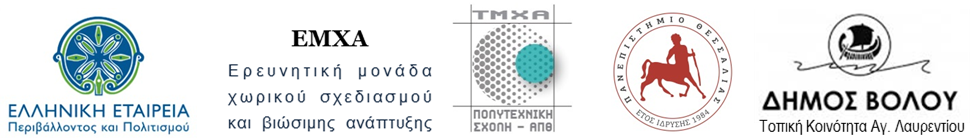 ΕΛΛΗΝΙΚΗ ΕΤΑΙΡΕΙΑ
Περιβάλλοντος και Πολιτισμού
ΕΜΧΑ
Ερευνητική μονάδα
χωρικού σχεδιασμού
και βιώσιμης ανάπτυξης
ΤΜΧΑ
ΠΟΛΥΤΕΧΝΙΚΗ
ΣΧΟΛΗ - ΑΠΘ
ΠΑΝΕΠΙΣΤΗΜΙΟ ΘΕΣΣΑΛΙΑΣ
ΕΤΟΣ ΙΔΡΥΣΗΣ 1984
ΔΗΜΟΣ ΒΟΛΟΥ
Τοπική Κοινότητα Αγ. Λαυρεντίου